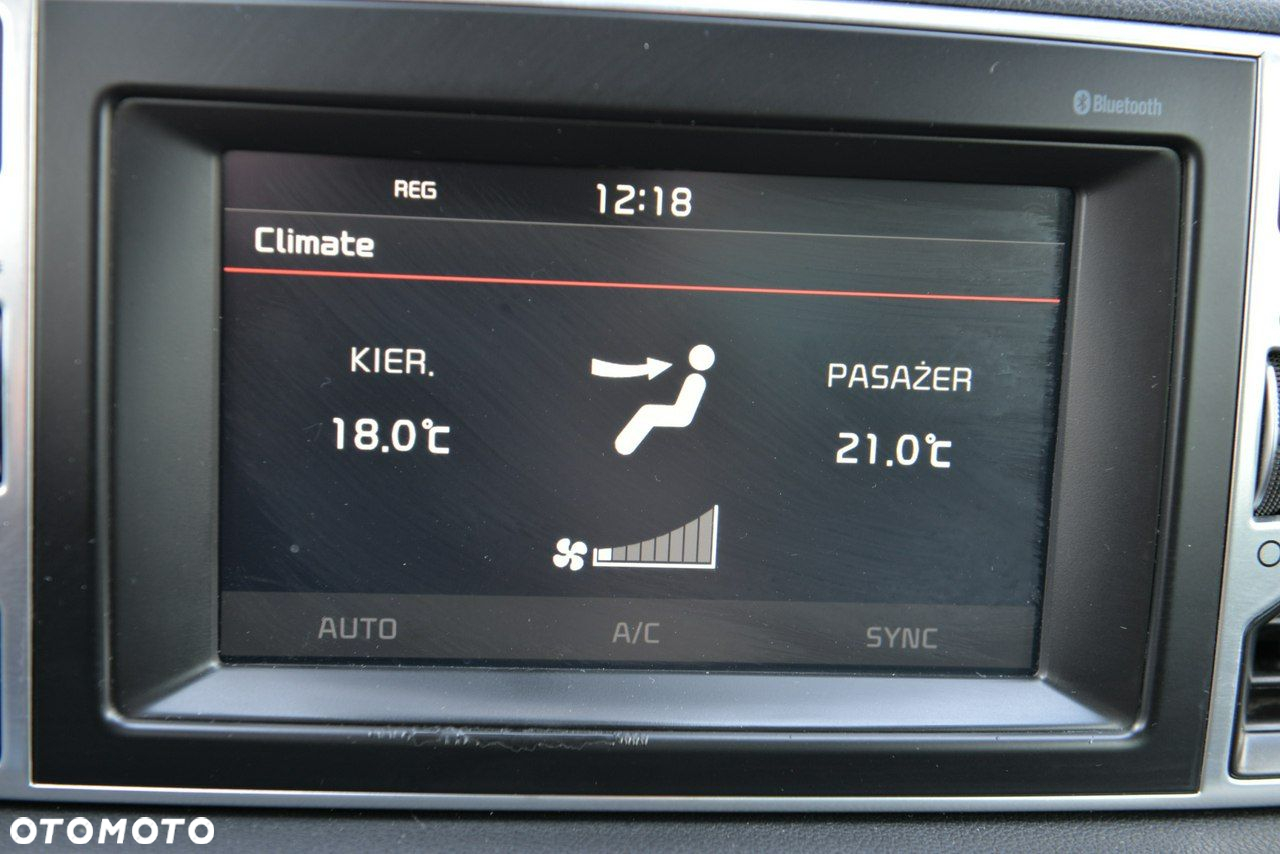 Bluetooth
REG 12:18
Climate
KIER. PASAŻER
18.0℃ 21.0℃
AUTO A/C SYNC
OTOMOTO